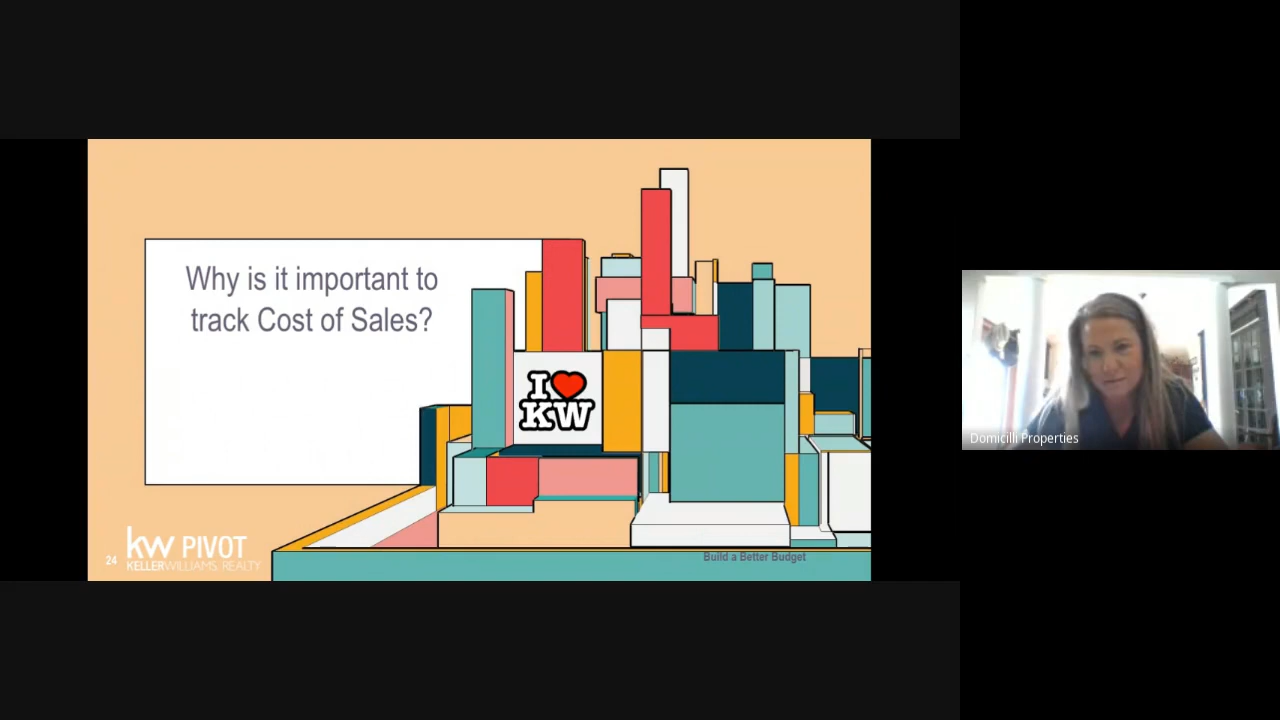 Why is it important to
track Cost of Sales?
I
KW
kw PIVOT
KELLERWILLIAMS. REALTY
24
Build a Better Budget
Domicilli Properties